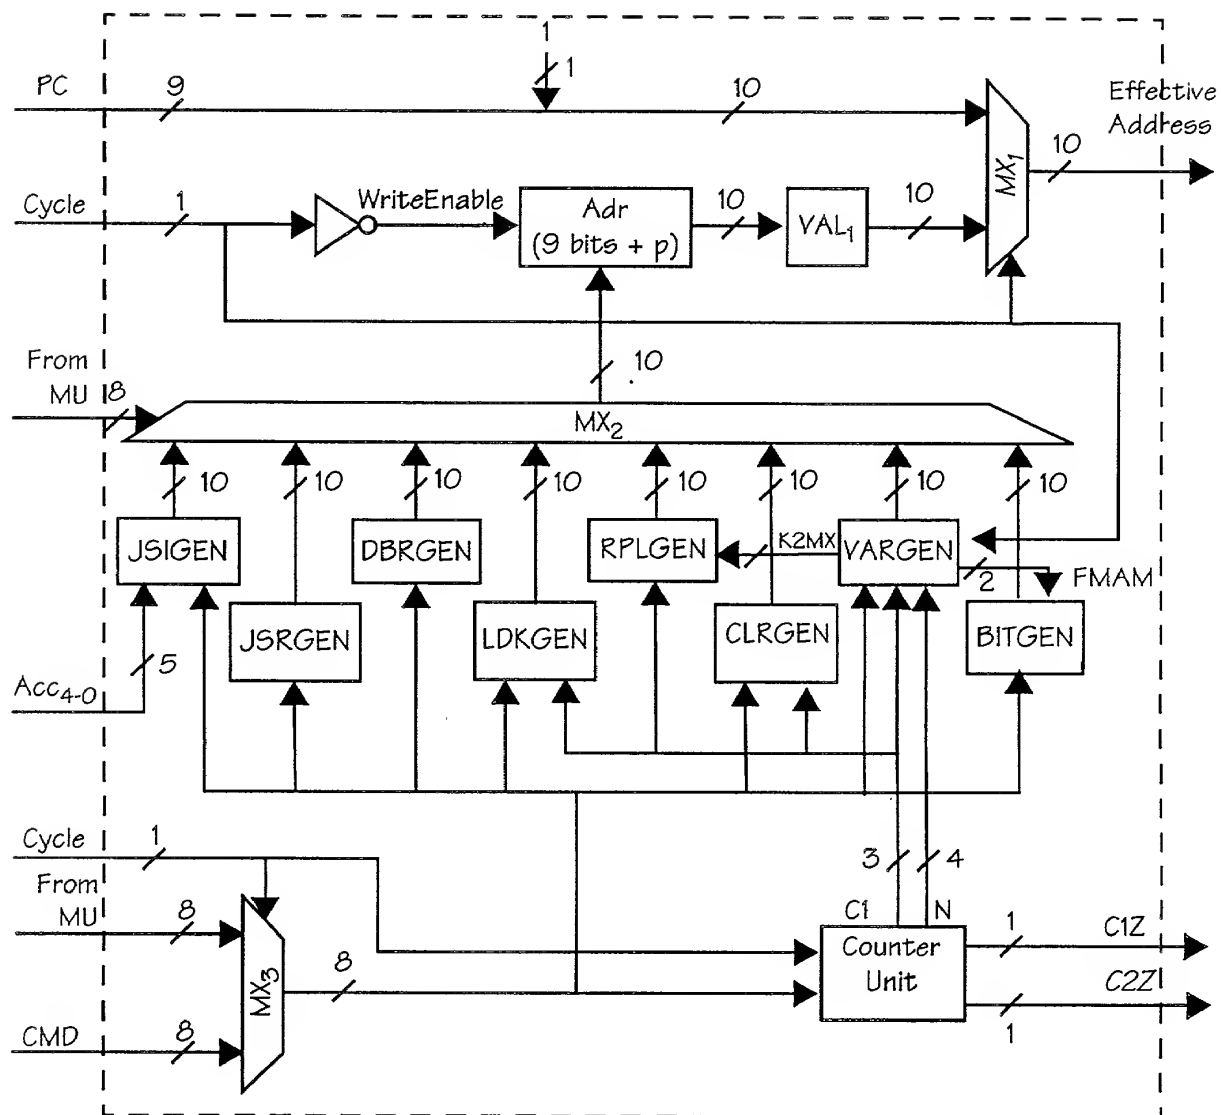 1
1
PC
9
10
Effective
Address
MX1
10
Cycle
1
WriteEnable
Adr
(9 bits + p)
10
VAL1
10
From
MU
8
10
MX2
10
10
10
10
10
10
10
10
JSIGEN
DBRGEN
RPLGEN
K2MX
VARGEN
2
FMAM
JSRGEN
LDKGEN
CLRGEN
BITGEN
5
Acc4-0
Cycle
1
3
4
From
MU
8
C1
N
MX3
8
Counter
Unit
1
C1Z
C2Z
1
CMD
8